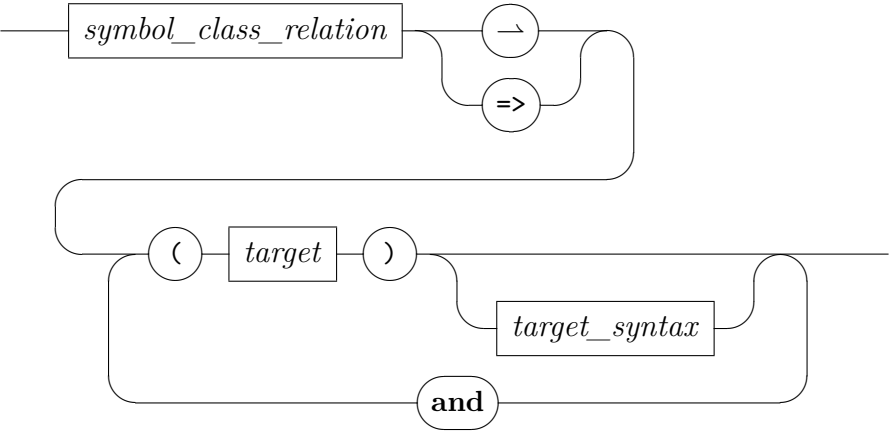 symbol_class_relation ⇀
=>
( target )
target_syntax
and